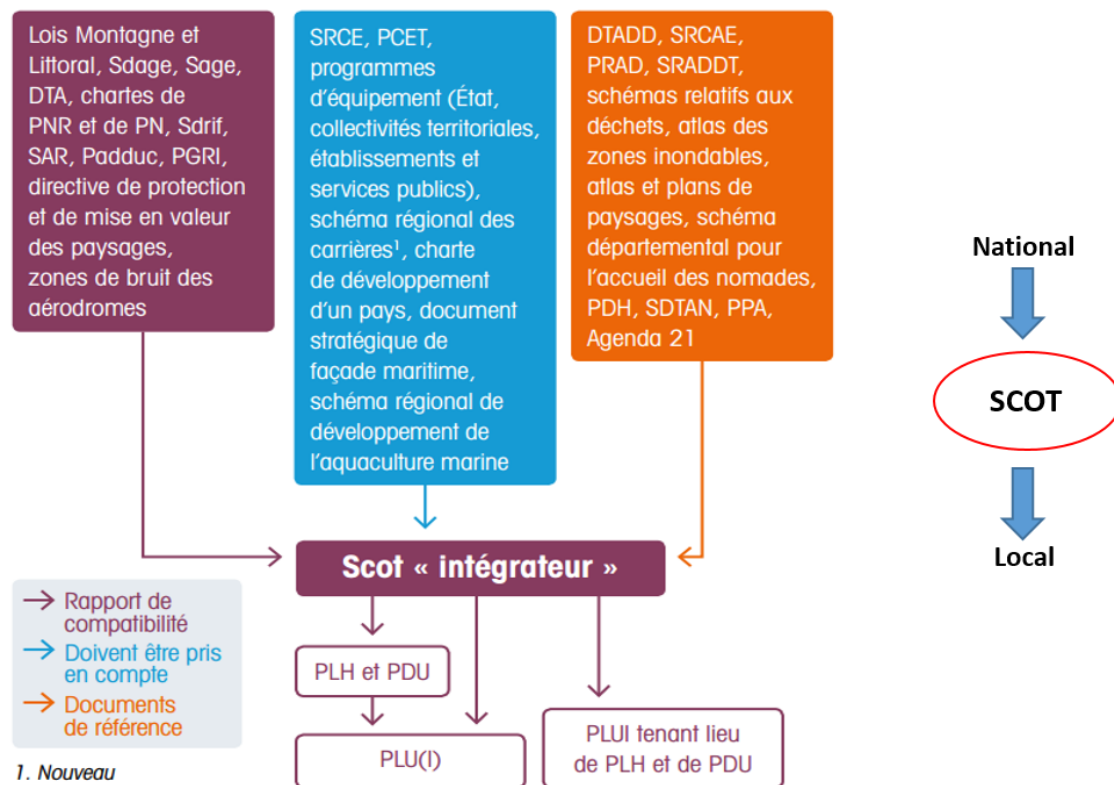 Lois Montagne et
Littoral, Sdage, Sage,
DTA, chartes de
PNR et de PN, Sdrif,
SAR, Padduc, PGRI,
directive de protection
et de mise en valeur
des paysages,
zones de bruit des
aérodromes
SRCE, PCET,
programmes
d’équipement (État,
collectivités territoriales,
établissements et
services publics),
schéma régional des
carrières¹, charte
de développement
d’un pays, document
stratégique de
façade maritime,
schéma régional de
développement de
l’aquaculture marine
DTADD, SRCAE,
PRAD, SRADDT,
schémas relatifs aux
déchets, atlas des
zones inondables,
atlas et plans de
paysages, schéma
départemental pour
l’accueil des nomades,
PDH, SDTAN, PPA,
Agenda 21
National
SCOT
Local
Scot « intégrateur »
Rapport de
compatibilité
Doivent être pris
en compte
Documents
de référence
PLH et PDU
PLU(I)
PLUI tenant lieu
de PLH et de PDU
1. Nouveau